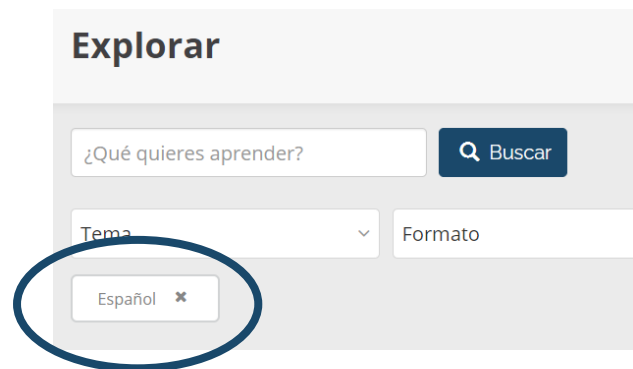 Explorar
¿Qué quieres aprender?
Buscar
Tema
Formato
Español ✖